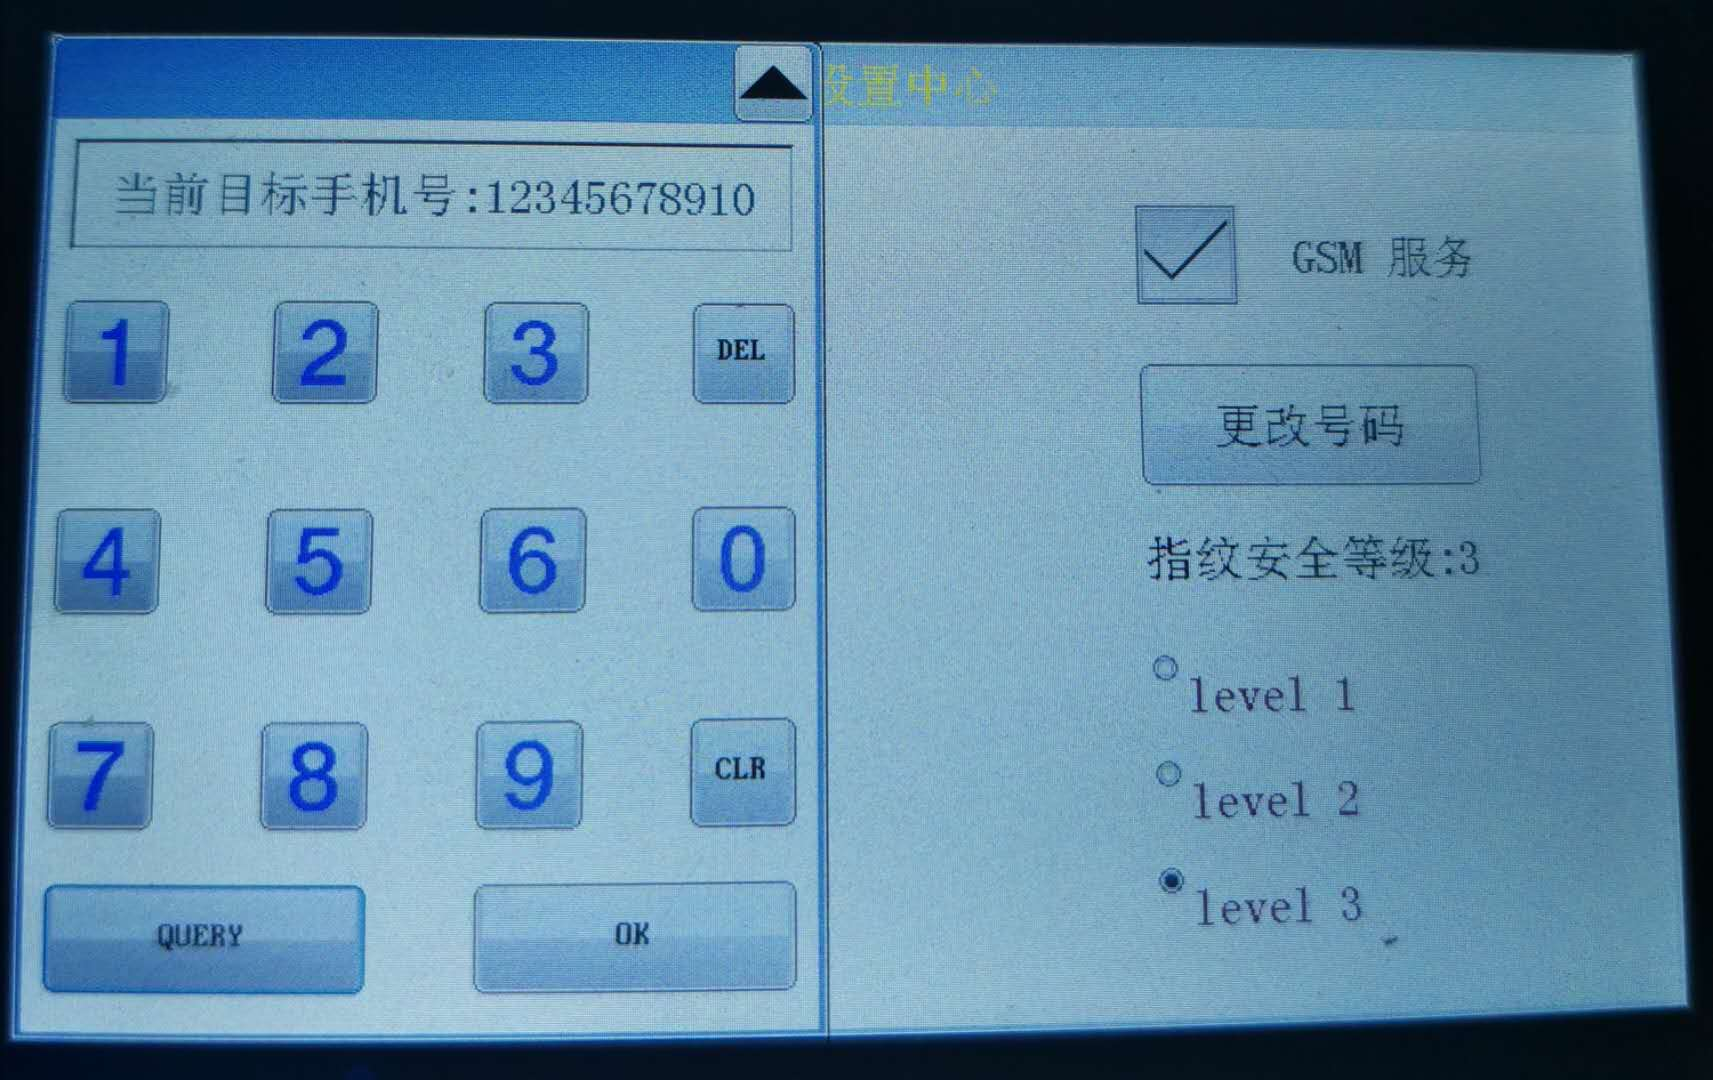 设置中心
当前目标手机号:12345678910
1 2 3 DEL
4 5 6 0
7 8 9 CLR
QUERY OK
GSM 服务
更改号码
指纹安全等级:3
level 1
level 2
level 3